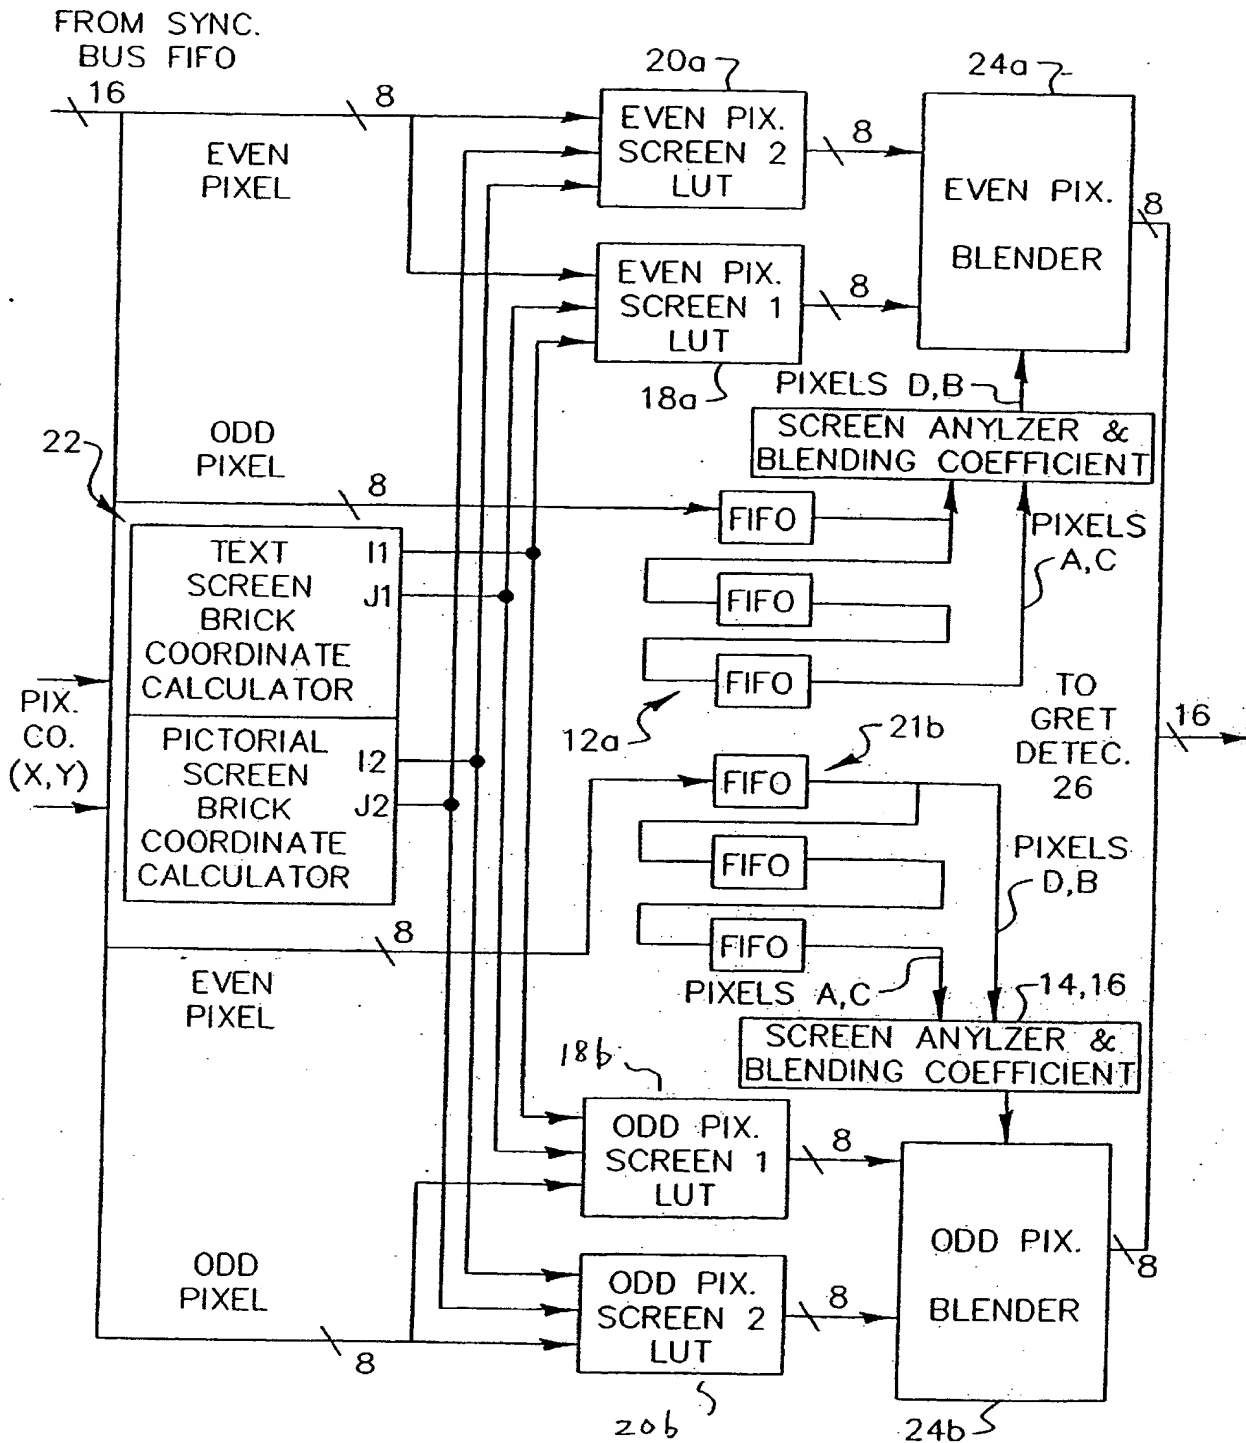 FROM SYNC.
BUS FIFO
16
8
EVEN
PIXEL
20a
EVEN PIX.
SCREEN 2
LUT
8
24a
EVEN PIX.
BLENDER
8
EVEN PIX.
SCREEN 1
LUT
8
18a
PIXELS D,B
SCREEN ANYLZER &
BLENDING COEFFICIENT
22
ODD
PIXEL
8
FIFO
FIFO
FIFO
PIXELS
A,C
12a
TEXT
SCREEN
BRICK
COORDINATE
CALCULATOR
I1
J1
PIX.
CO.
(X,Y)
PICTORIAL
SCREEN
BRICK
COORDINATE
CALCULATOR
I2
J2
TO
GRET
DETEC.
26
16
21b
FIFO
FIFO
FIFO
PIXELS
D,B
PIXELS A,C
8
EVEN
PIXEL
14,16
SCREEN ANYLZER &
BLENDING COEFFICIENT
18b
ODD PIX.
SCREEN 1
LUT
8
ODD PIX.
BLENDER
8
ODD
PIXEL
8
ODD PIX.
SCREEN 2
LUT
8
20b
24b